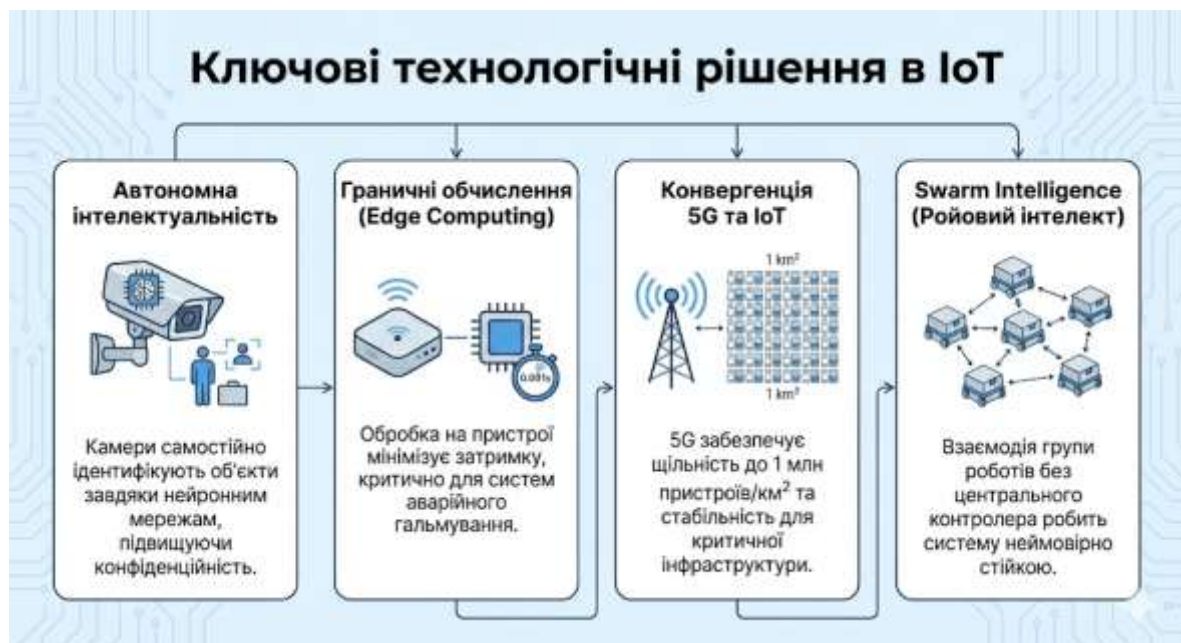 Ключові технологічні рішення в IoT
Автономна
інтелектуальність
Камери самостійно
ідентифікують об'єкти
завдяки нейронним
мережам,
підвищуючи
конфіденційність.
Граничні обчислення
(Edge Computing)
0.001s
Обробка на пристрої
мінімізує затримку,
критично для систем
аварійного
гальмування.
Конвергенція
5G та IoT
1 km²
1 km²
5G забезпечує
щільність до 1 млн
пристроїв/км² та
стабільність для
критичної
інфраструктури.
Swarm Intelligence
(Ройовий інтелект)
Взаємодія групи
роботів без
центрального
контролера робить
систему неймовірно
стійкою.